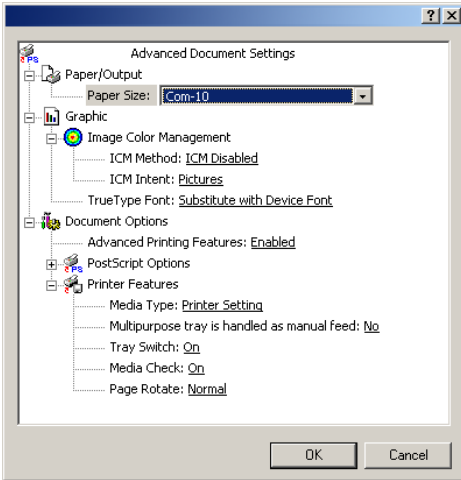 Advanced Document Settings
Paper/Output
Paper Size: Com-10
Graphic
Image Color Management
ICM Method: ICM Disabled
ICM Intent: Pictures
TrueType Font: Substitute with Device Font
Document Options
Advanced Printing Features: Enabled
PostScript Options
Printer Features
Media Type: Printer Setting
Multipurpose tray is handled as manual feed: No
Tray Switch: On
Media Check: On
Page Rotate: Normal
OK Cancel